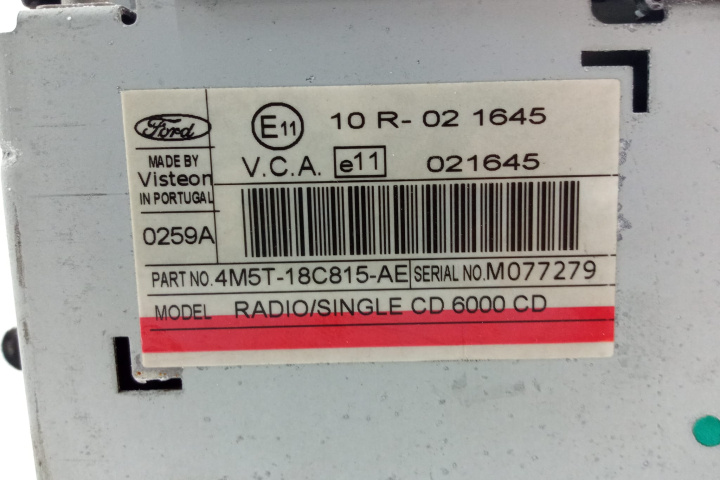 Ford
MADE BY
Visteon
IN PORTUGAL
0259A
E11 10 R- 02 1645
V.C.A. e11 021645
PART NO. 4M5T-18C815-AE SERIAL NO. M077279
MODEL RADIO/SINGLE CD 6000 CD